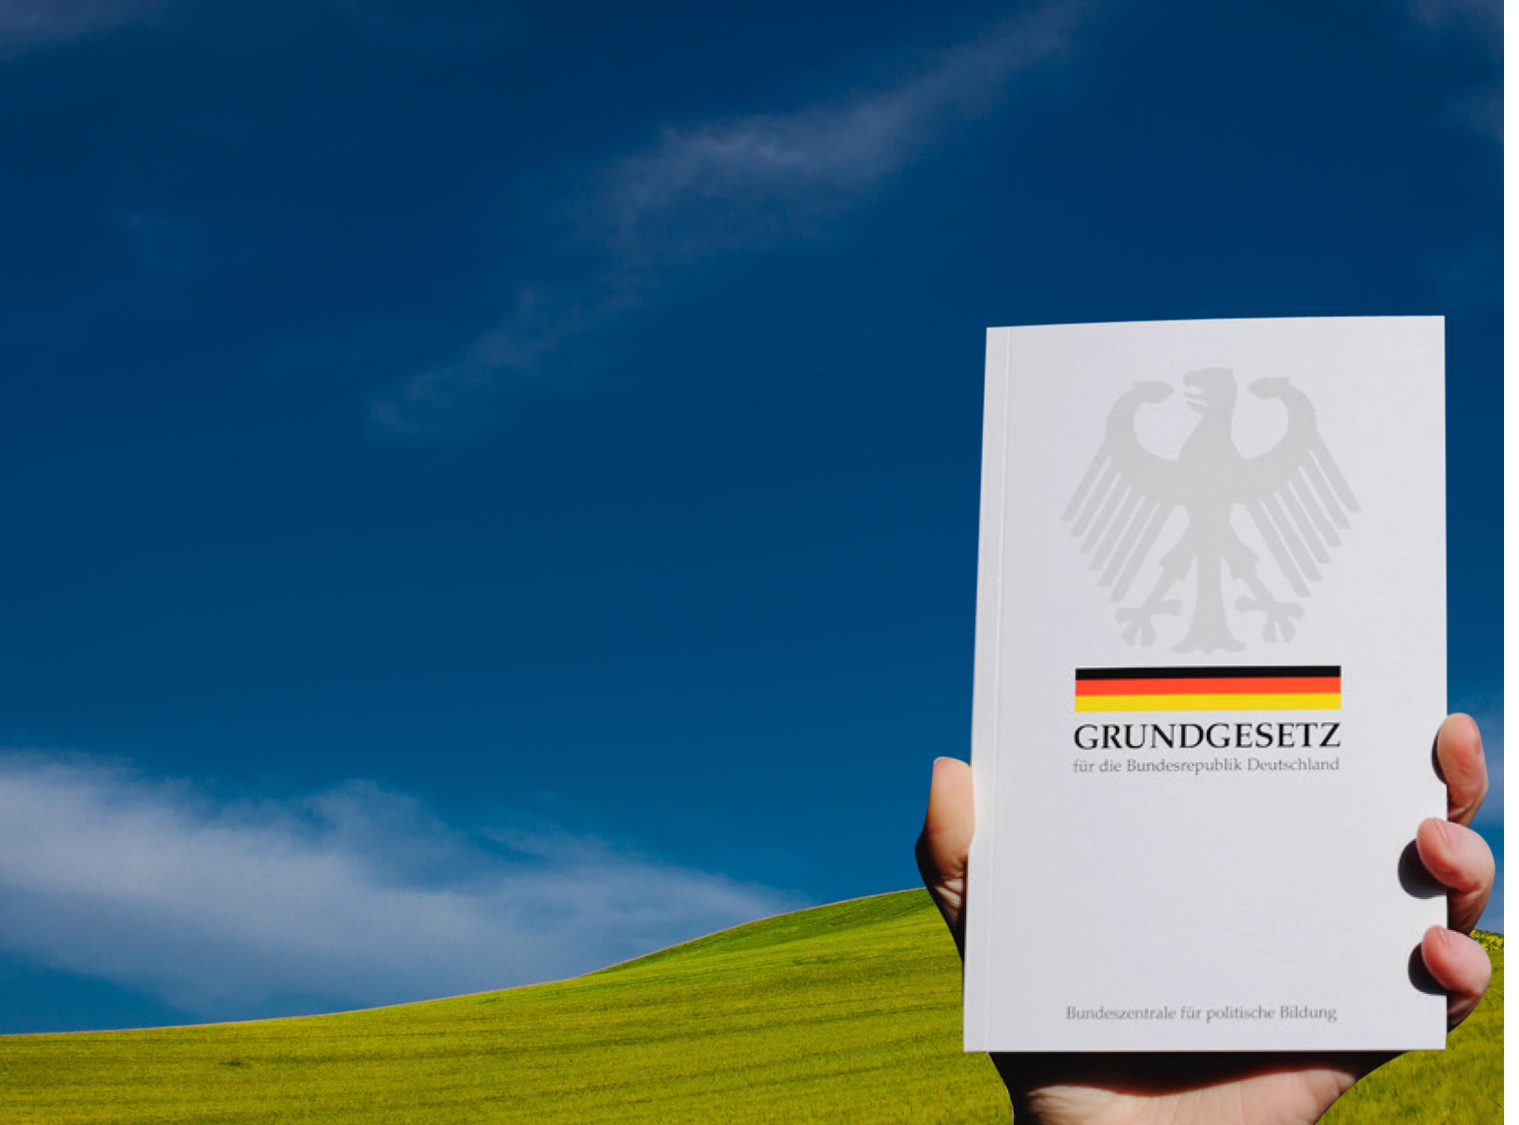 GRUNDGESETZ
für die Bundesrepublik Deutschland
Bundeszentrale für politische Bildung